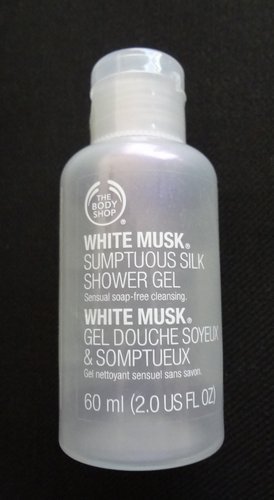 THE
BODY
SHOP®
WHITE MUSK®
SUMPTUOUS SILK
SHOWER GEL
Sensual soap-free cleansing.
WHITE MUSK®
GEL DOUCHE SOYEUX
& SOMPTUEUX
Gel nettoyant sensuel sans savon.
60 ml (2.0 US FL OZ)